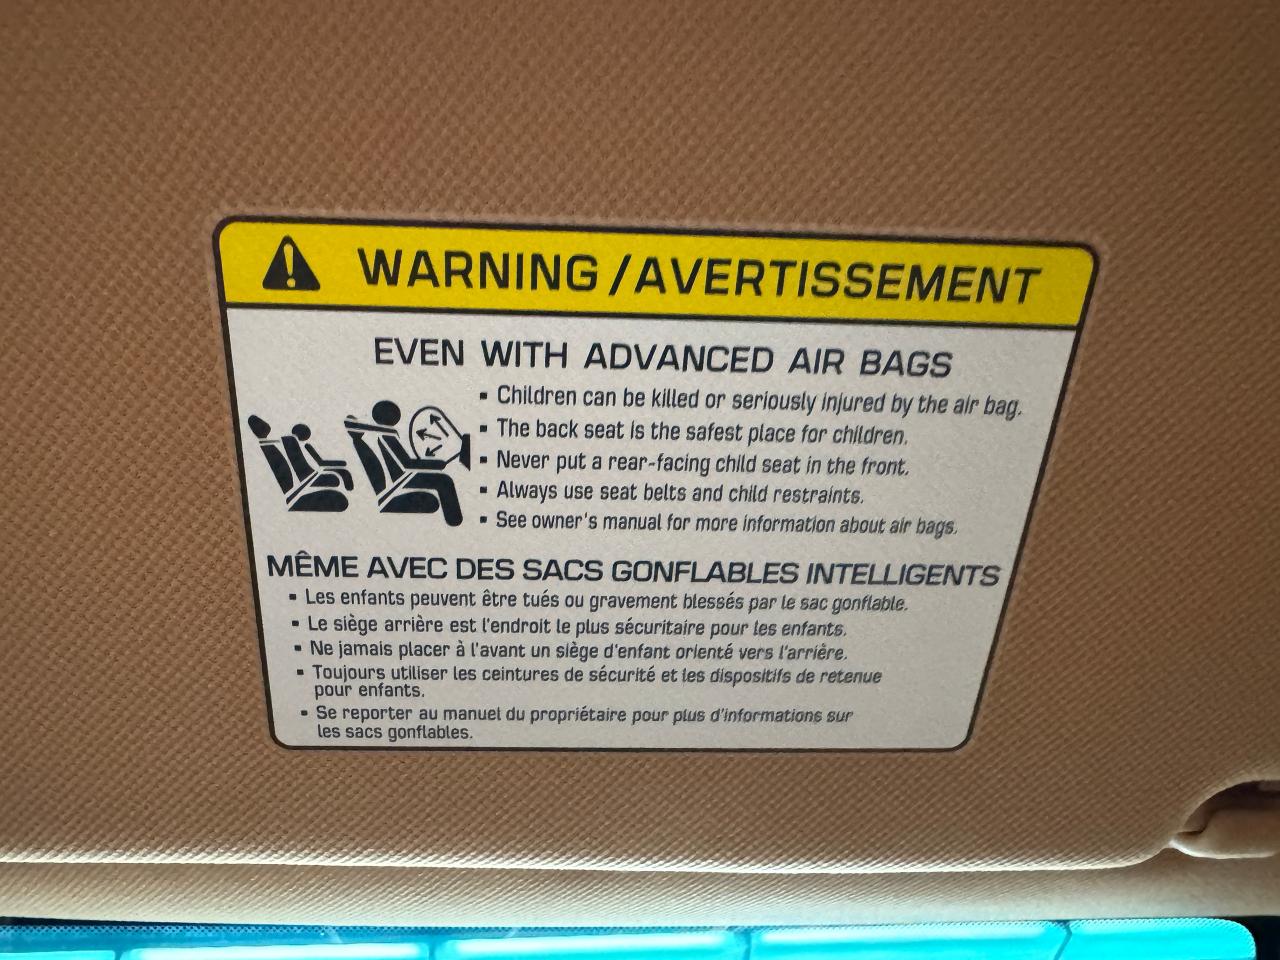 WARNING/AVERTISSEMENT
EVEN WITH ADVANCED AIR BAGS
▪ Children can be killed or seriously injured by the air bag.
▪ The back seat is the safest place for children.
▪ Never put a rear-facing child seat in the front.
▪ Always use seat belts and child restraints.
▪ See owner's manual for more information about air bags.
MÊME AVEC DES SACS GONFLABLES INTELLIGENTS
▪ Les enfants peuvent être tués ou gravement blessés par le sac gonflable.
▪ Le siège arrière est l'endroit le plus sécuritaire pour les enfants.
▪ Ne jamais placer à l'avant un siège d'enfant orienté vers l'arrière.
▪ Toujours utiliser les ceintures de sécurité et les dispositifs de retenue
pour enfants.
▪ Se reporter au manuel du propriétaire pour plus d'informations sur
les sacs gonflables.